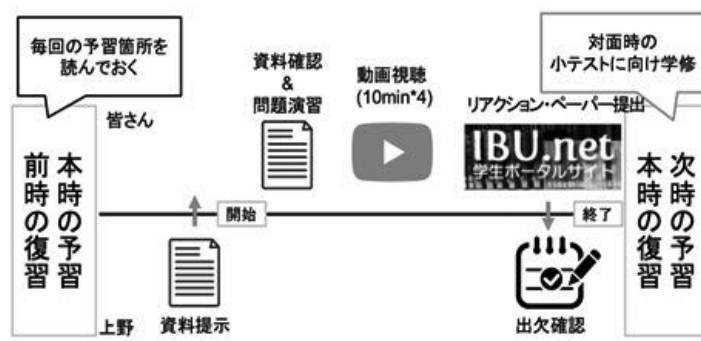 毎回の予習箇所を
読んでおく
皆さん
本時の予習
前時の復習
上野
資料提示
開始
資料確認
&
問題演習
動画視聴
(10min*4)
リアクション・ペーパー提出
IBU.net
学生ポータルサイト
終了
出欠確認
対面時の
小テストに向け学修
次時の予習
本時の復習